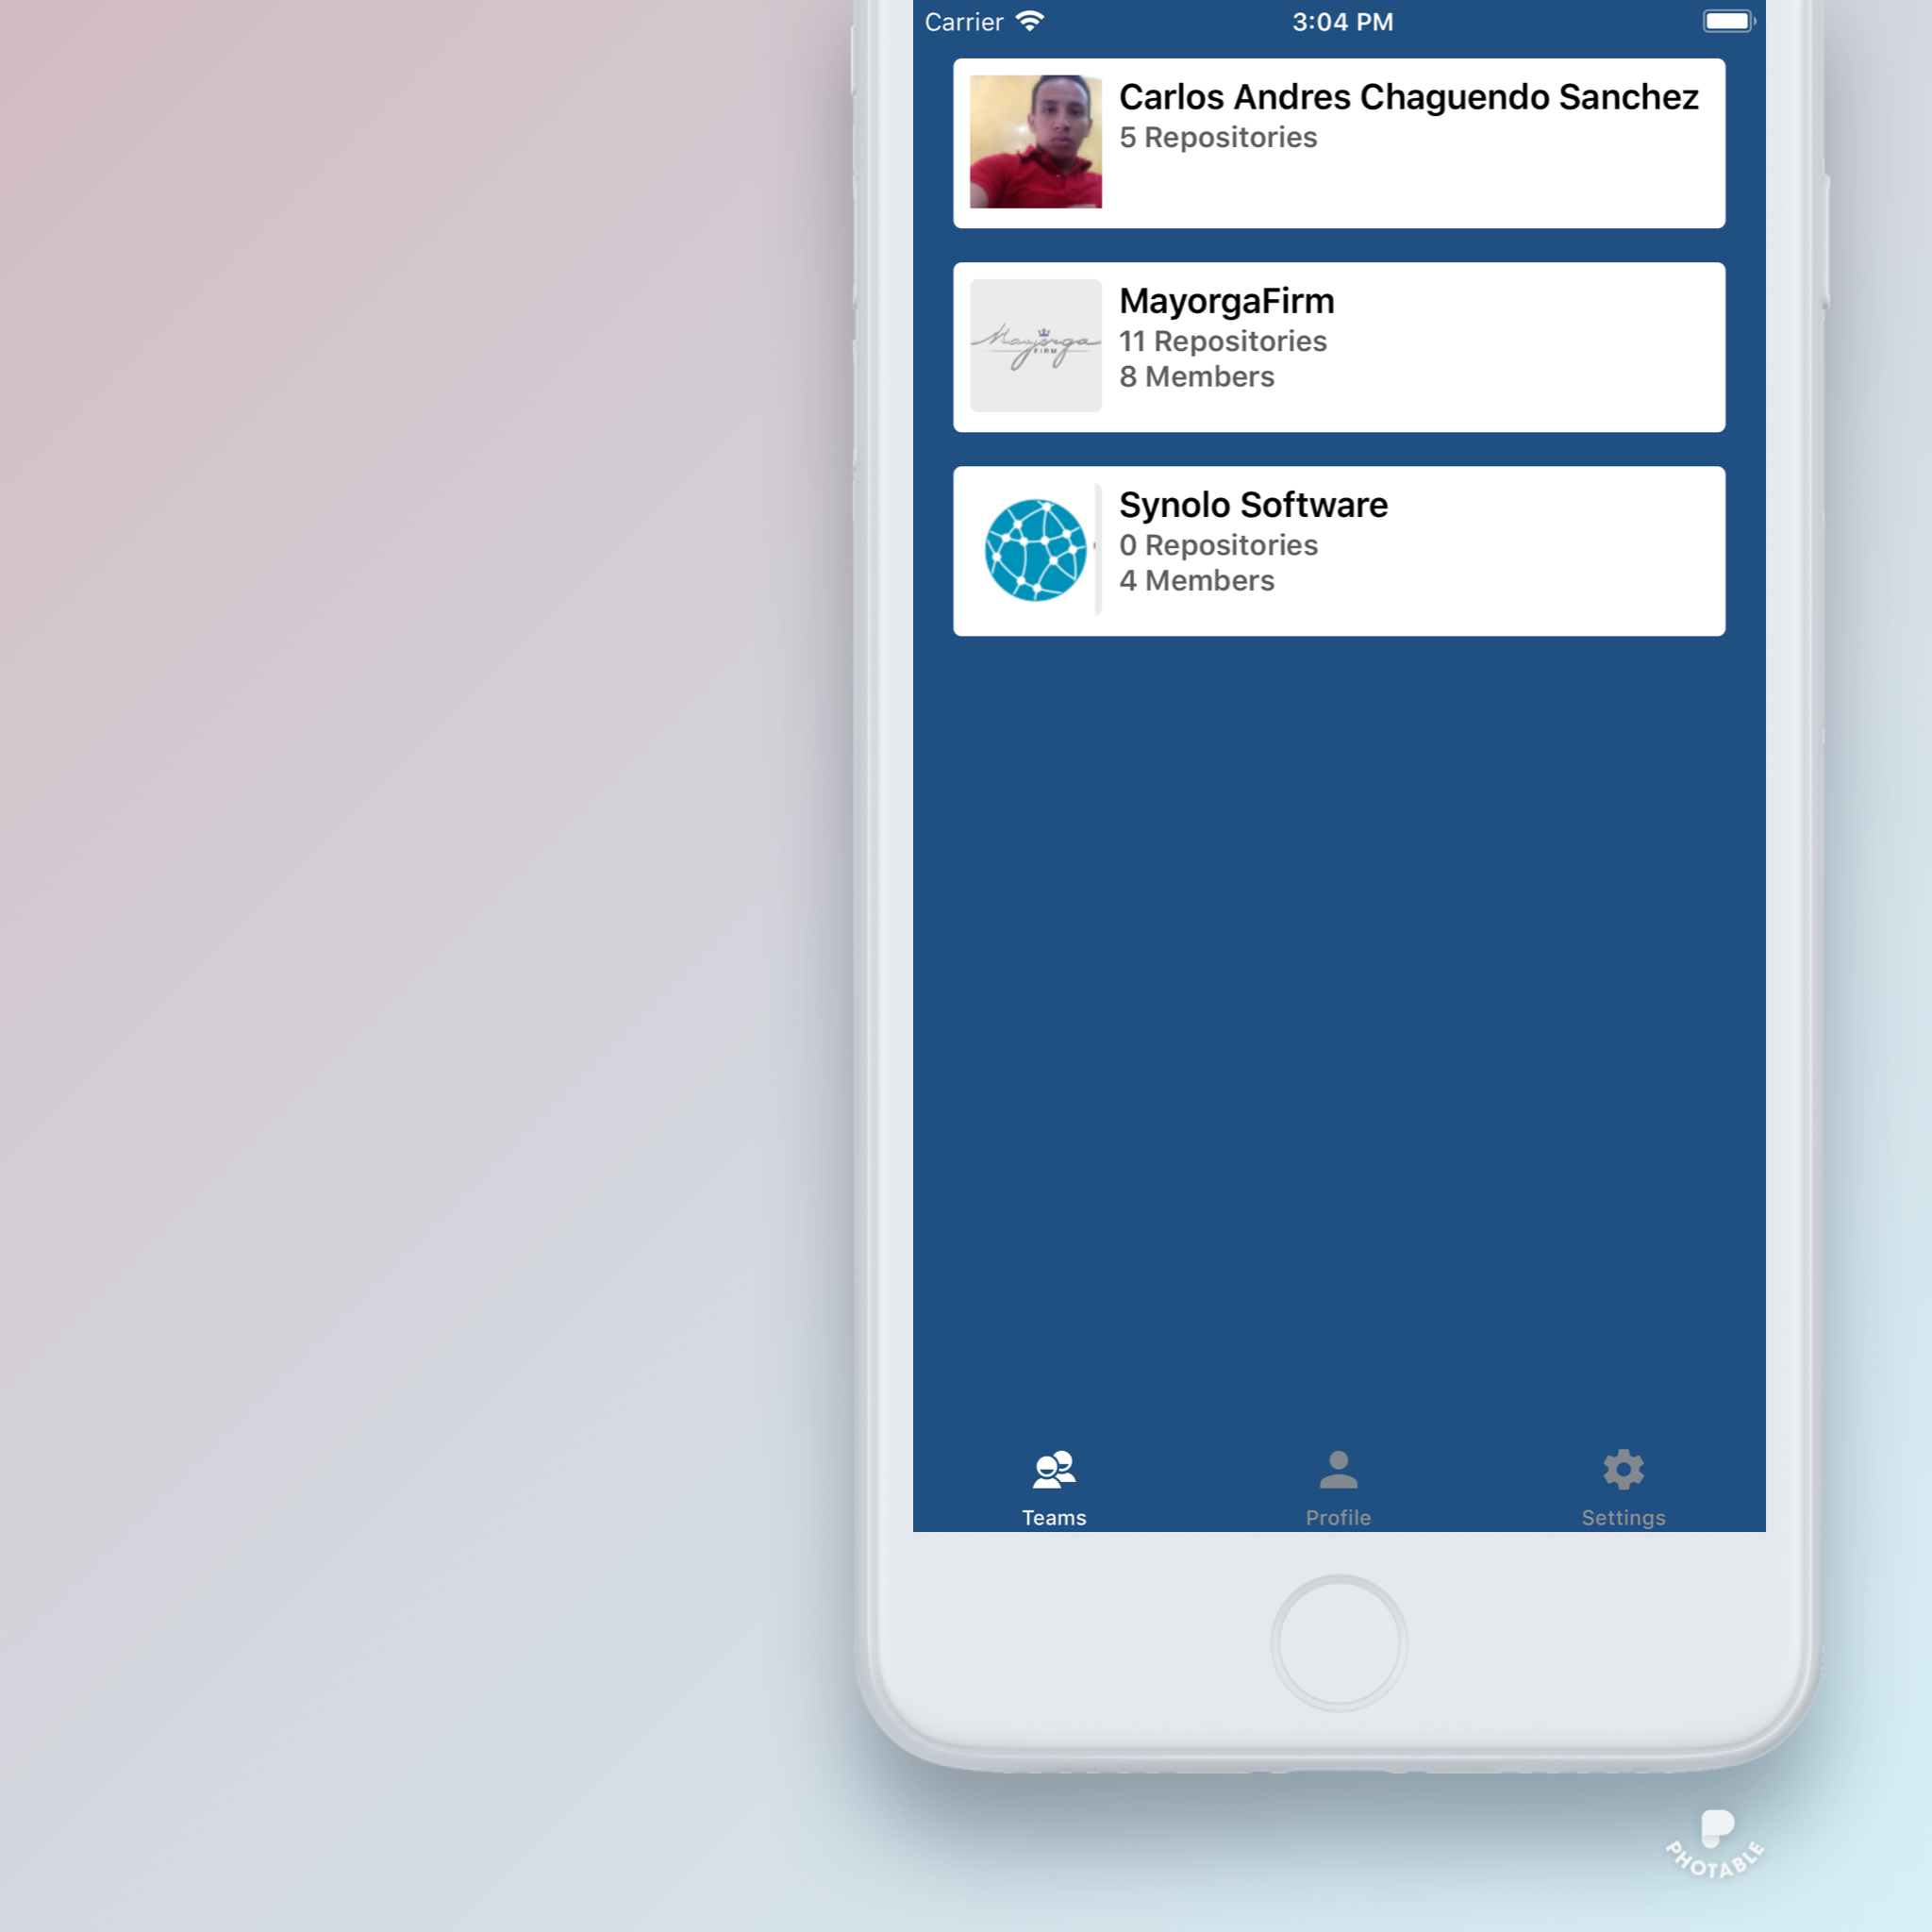 Carrier 3:04 PM
Carlos Andres Chaguendo Sanchez
5 Repositories
Mayorga
FIRM
MayorgaFirm
11 Repositories
8 Members
Synolo Software
0 Repositories
4 Members
Teams Profile Settings
PHOTABLE